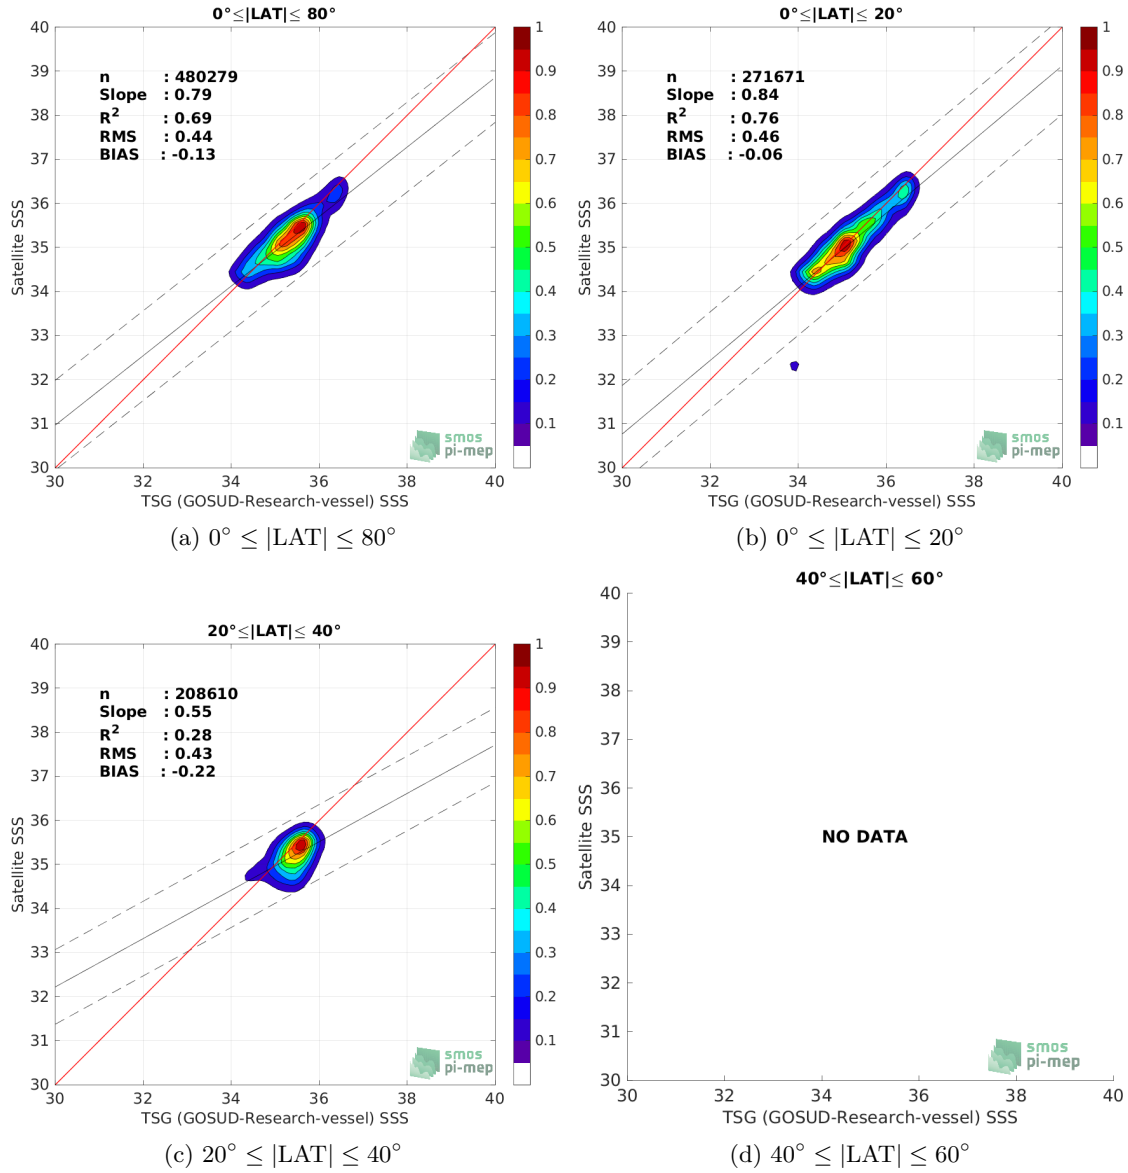 0°≤|LAT|≤ 80°
40
39
38
37
36
35
34
33
32
31
30
Satellite SSS
n : 480279
Slope : 0.79
R² : 0.69
RMS : 0.44
BIAS : -0.13
smos
pi-mep
30 32 34 36 38 40
TSG (GOSUD-Research-vessel) SSS
1
0.9
0.8
0.7
0.6
0.5
0.4
0.3
0.2
0.1
(a) 0° ≤ |LAT| ≤ 80°
0°≤|LAT|≤ 20°
40
39
38
37
36
35
34
33
32
31
30
Satellite SSS
n : 271671
Slope : 0.84
R² : 0.76
RMS : 0.46
BIAS : -0.06
smos
pi-mep
30 32 34 36 38 40
TSG (GOSUD-Research-vessel) SSS
1
0.9
0.8
0.7
0.6
0.5
0.4
0.3
0.2
0.1
(b) 0° ≤ |LAT| ≤ 20°
20°≤|LAT|≤ 40°
40
39
38
37
36
35
34
33
32
31
30
Satellite SSS
n : 208610
Slope : 0.55
R² : 0.28
RMS : 0.43
BIAS : -0.22
smos
pi-mep
30 32 34 36 38 40
TSG (GOSUD-Research-vessel) SSS
1
0.9
0.8
0.7
0.6
0.5
0.4
0.3
0.2
0.1
(c) 20° ≤ |LAT| ≤ 40°
40°≤|LAT|≤ 60°
40
39
38
37
36
35
34
33
32
31
30
Satellite SSS
NO DATA
smos
pi-mep
30 32 34 36 38 40
TSG (GOSUD-Research-vessel) SSS
(d) 40° ≤ |LAT| ≤ 60°